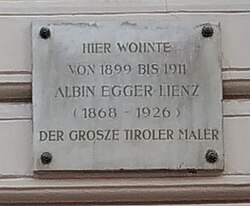 HIER WOHNTE
VON 1899 BIS 1911
ALBIN EGGER-LIENZ
(1868 - 1926)
DER GROSZE TIROLER MALER